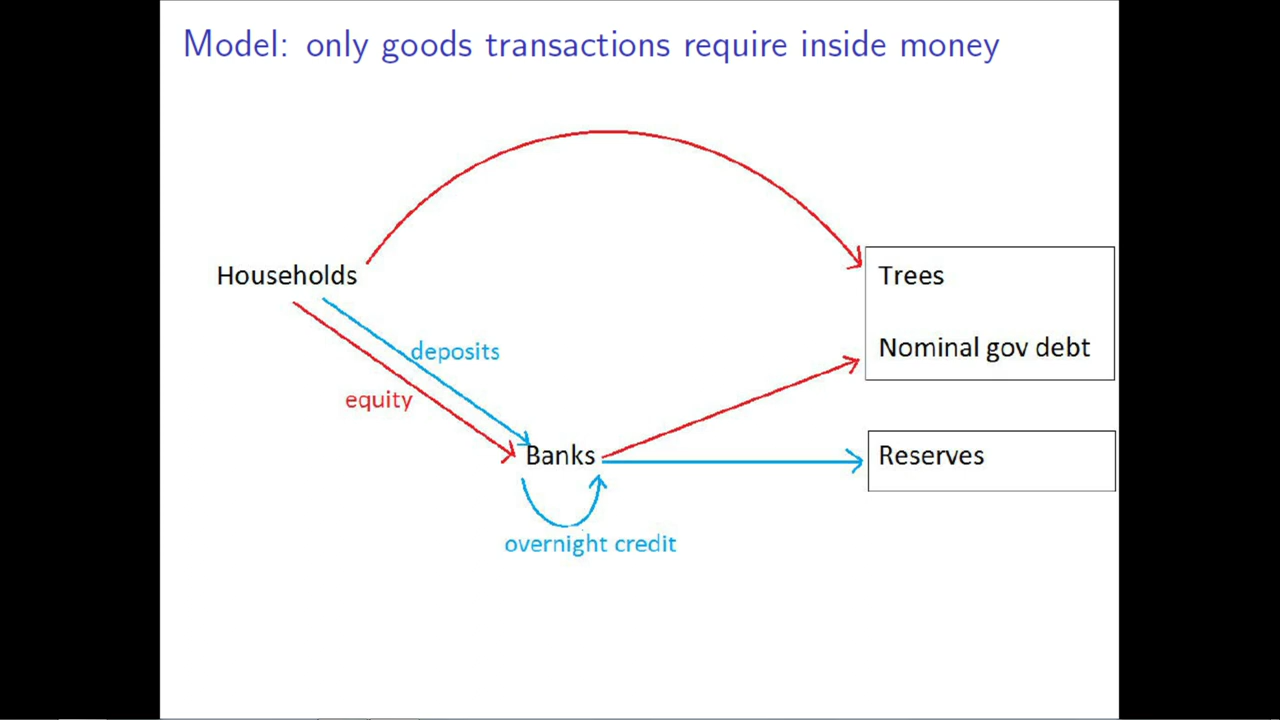 Model: only goods transactions require inside money
Households
Trees
deposits
Nominal gov debt
equity
Banks
Reserves
overnight credit